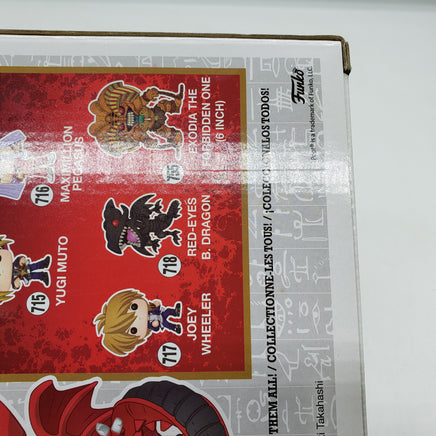 716
MAXIMILLION
PEGASUS
EXODIA THE
FORBIDDEN ONE
(6 INCH)
715
YUGI MUTO
718
RED-EYES
B. DRAGON
717
JOEY
WHEELER
THEM ALL! / COLLECTIONNE-LES TOUS! / ¡COLECCIÓNALOS TODOS!
Takahashi
Funko
Pop!® is a trademark of Funko, LLC.